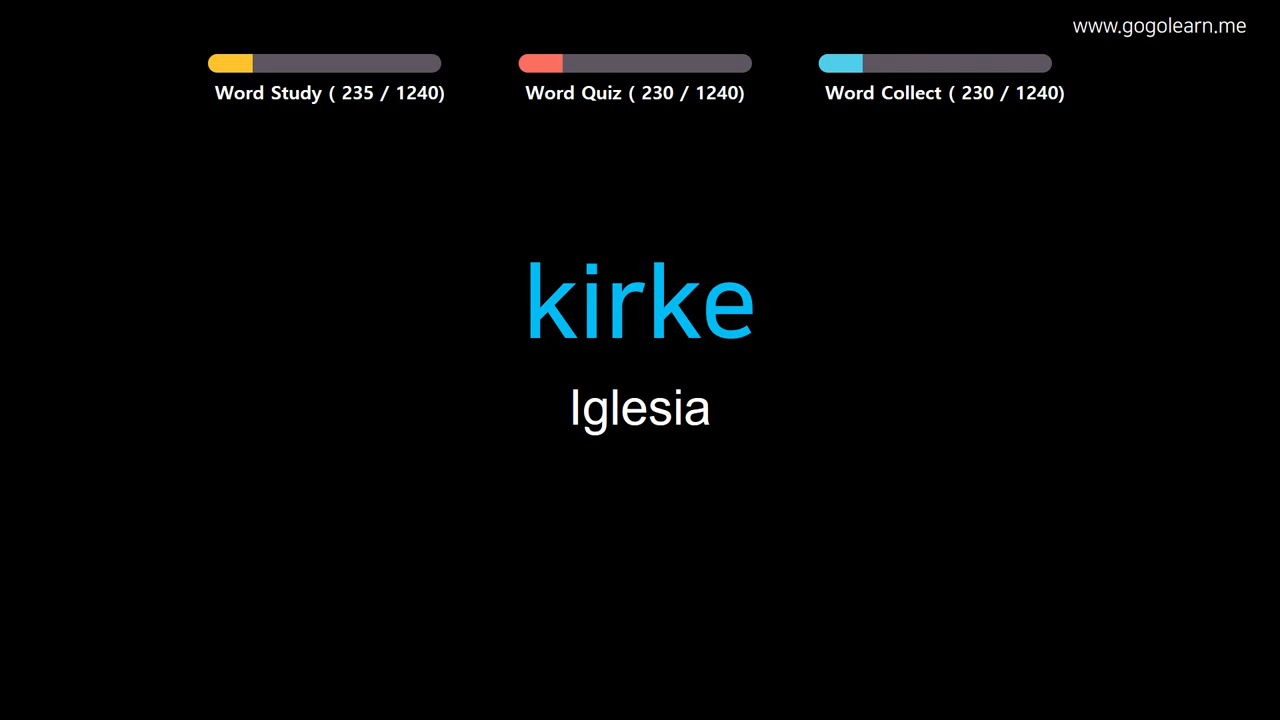 www.gogolearn.me
Word Study ( 235 / 1240)
Word Quiz ( 230 / 1240)
Word Collect ( 230 / 1240)
kirke
Iglesia